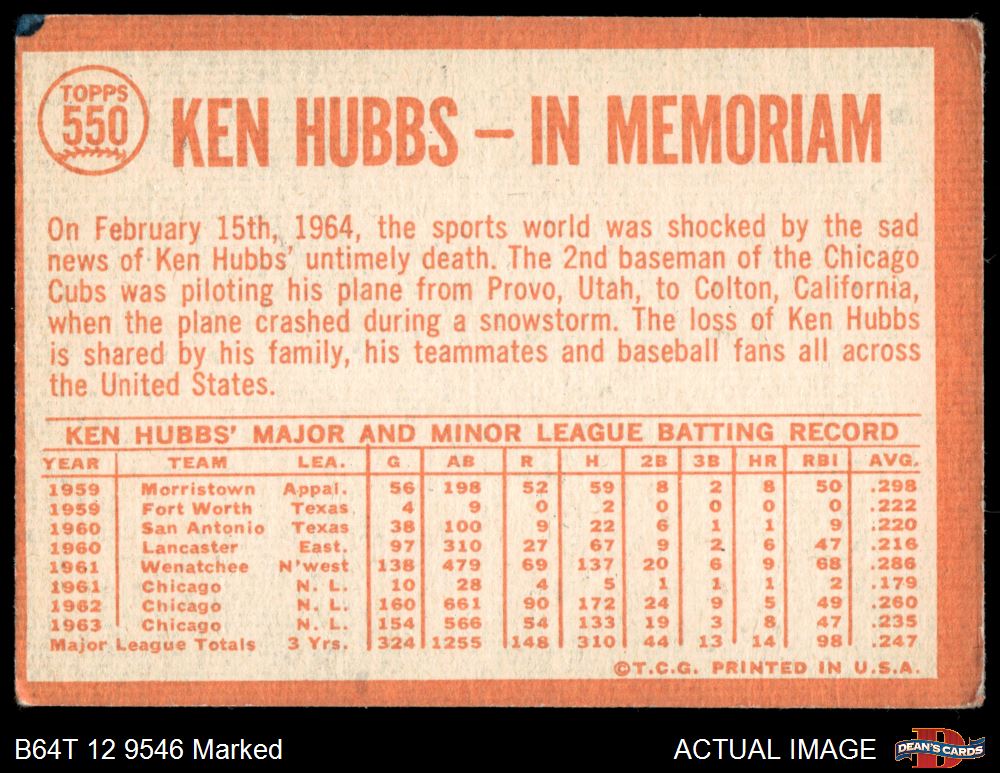 TOPPS
550
KEN HUBBS – IN MEMORIAM
On February 15th, 1964, the sports world was shocked by the sad
news of Ken Hubbs' untimely death. The 2nd baseman of the Chicago
Cubs was piloting his plane from Provo, Utah, to Colton, California,
when the plane crashed during a snowstorm. The loss of Ken Hubbs
is shared by his family, his teammates and baseball fans all across
the United States.
KEN HUBBS' MAJOR AND MINOR LEAGUE BATTING RECORD
YEAR TEAM LEA. G AB R H 2B 3B HR RBI AVG.
1959 Morristown Appal. 56 198 52 59 8 2 8 50 .298
1959 Fort Worth Texas 4 9 0 2 0 0 0 0 .222
1960 San Antonio Texas 38 100 9 22 6 1 1 9 .220
1960 Lancaster East. 97 310 27 67 9 2 6 47 .216
1961 Wenatchee N'west 138 479 69 137 20 6 9 68 .286
1961 Chicago N. L. 10 28 4 5 1 1 1 2 .179
1962 Chicago N. L. 160 661 90 172 24 9 5 49 .260
1963 Chicago N. L. 154 566 54 133 19 3 8 47 .235
Major League Totals 3 Yrs. 324 1255 148 310 44 13 14 98 .247
©T.C.G. PRINTED IN U.S.A.
B64T 12 9546 Marked
ACTUAL IMAGE
DEAN'S CARDS